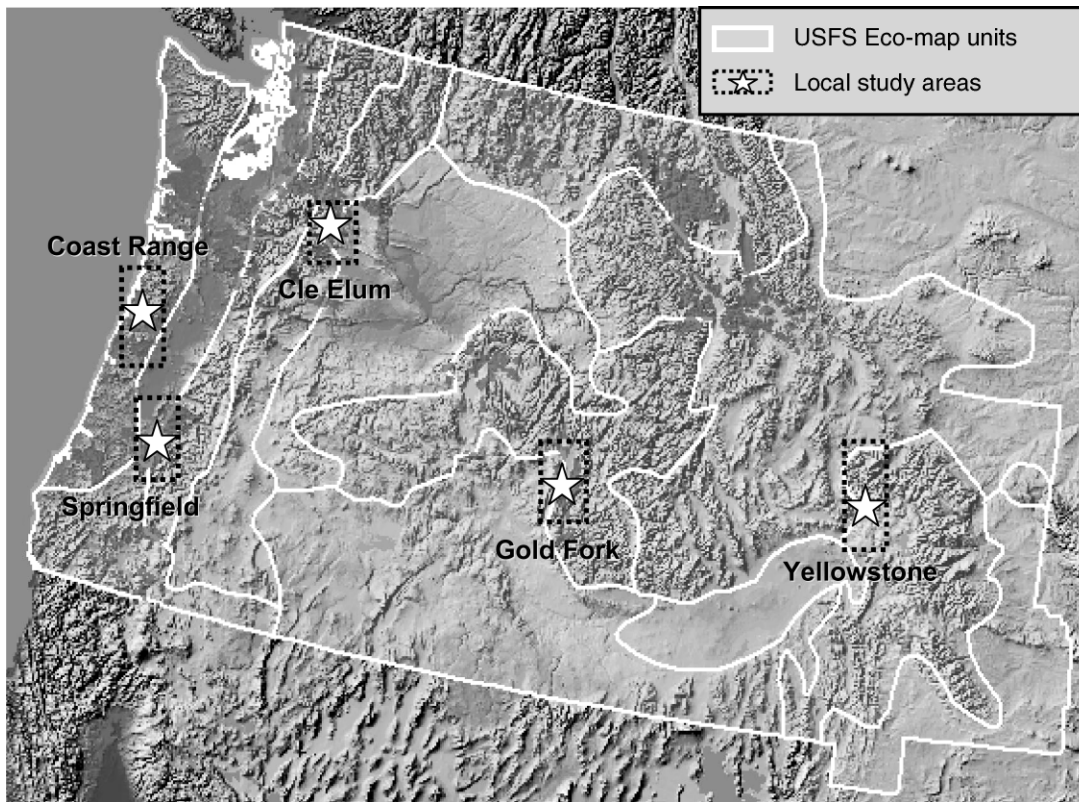 USFS Eco-map units
Local study areas
Coast Range
Cle Elum
Springfield
Gold Fork
Yellowstone